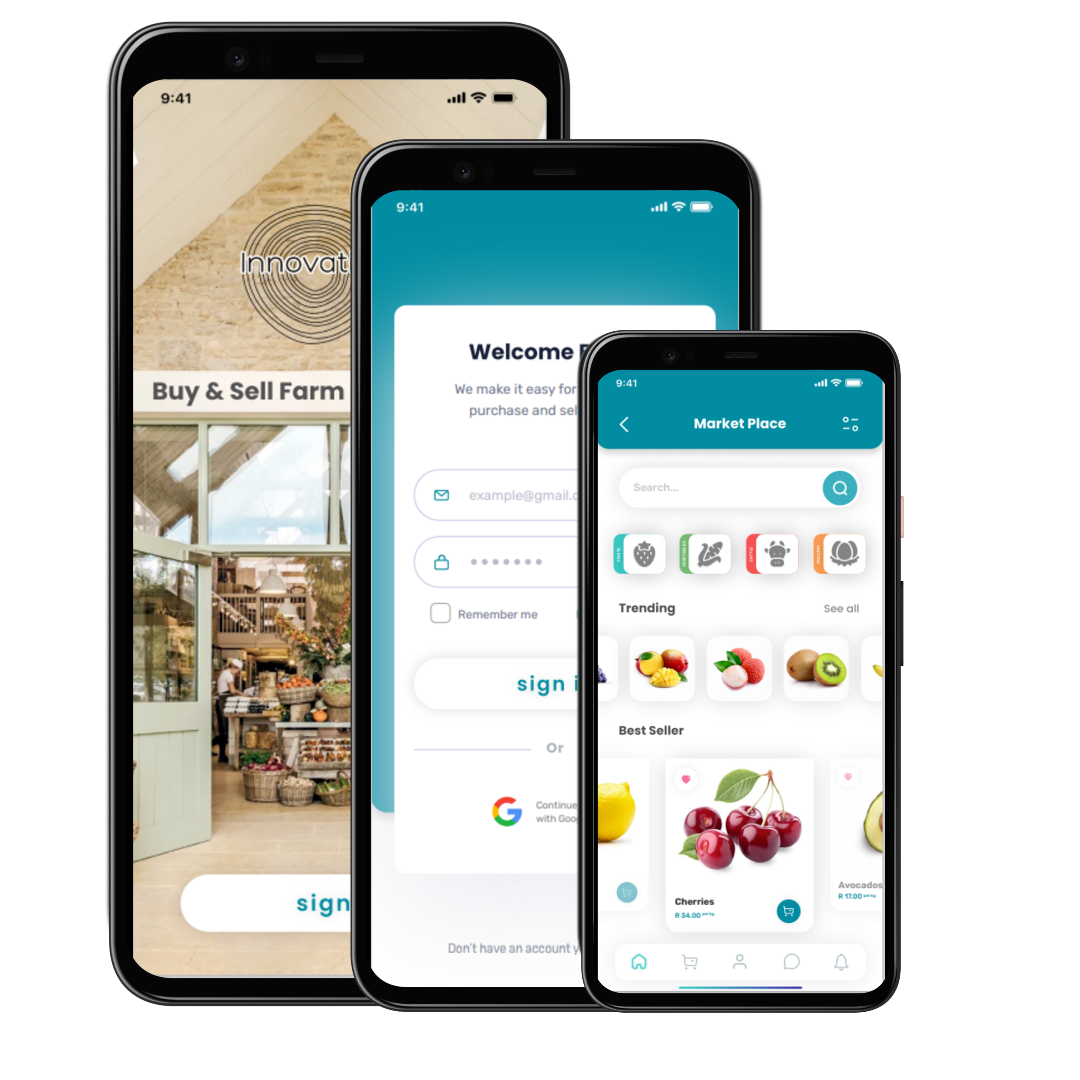 9:41
Innovat
Buy & Sell Farm
sign
9:41
Welcome
We make it easy for
purchase and sel
example@gmail.c
Remember me
sign i
Or
Continue
with Goo
Don't have an account y
9:41
Market Place
Search...
Trending
See all
Best Seller
Cherries
R 34.00 per kg
Avocados
R 17.00 per kg